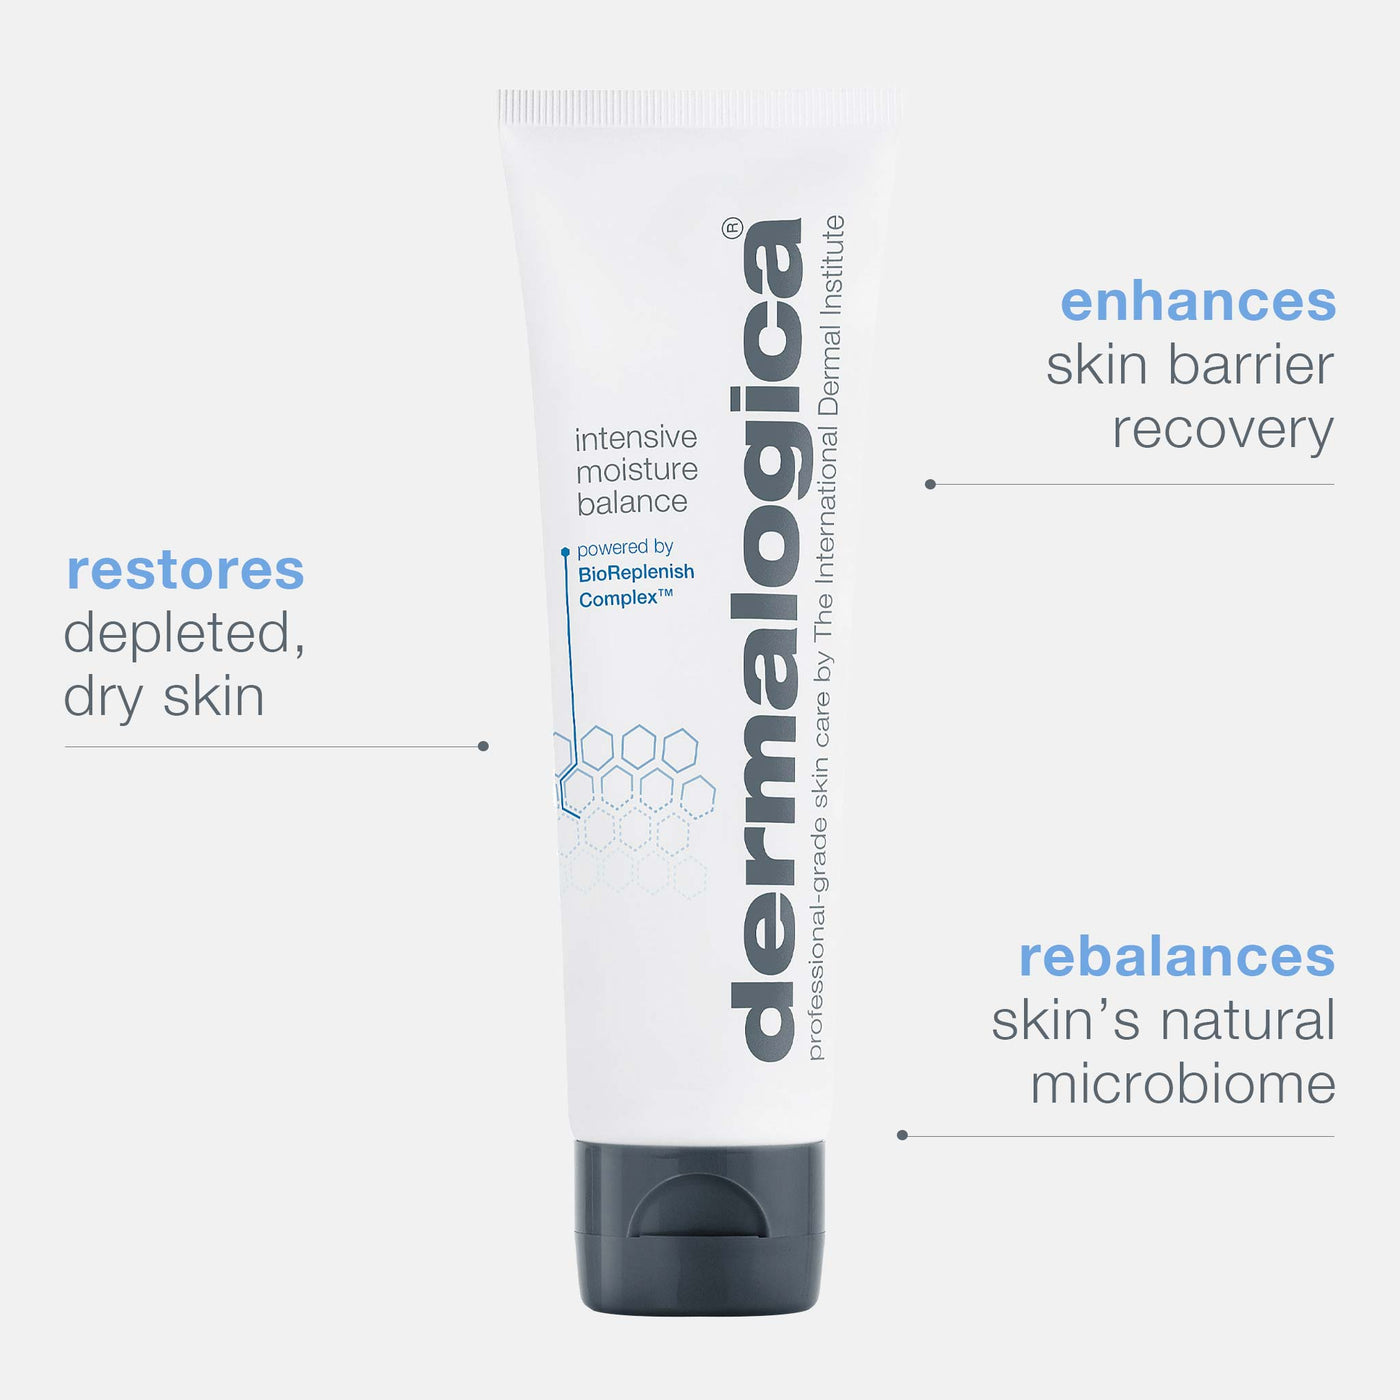 enhances
skin barrier
recovery
restores
depleted,
dry skin
rebalances
skin's natural
microbiome
intensive
moisture
balance
powered by
BioReplenish
Complex™
dermalogica®
professional-grade skin care by The International Dermal Institute